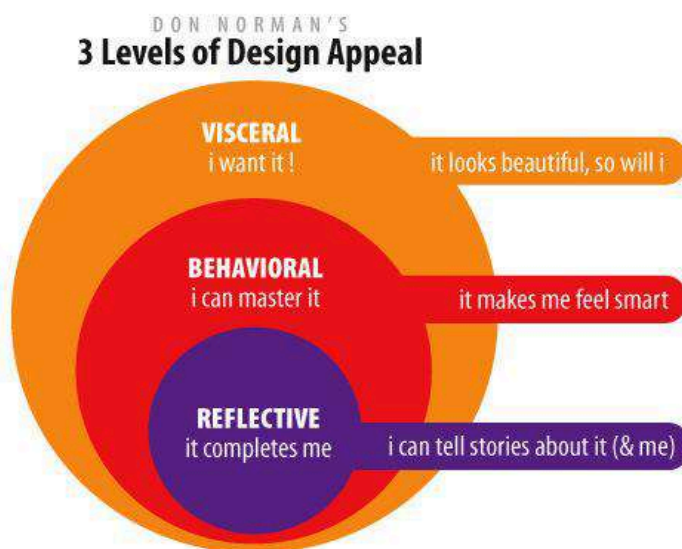 DON NORMAN'S
3 Levels of Design Appeal
VISCERAL
i want it !
it looks beautiful, so will i
BEHAVIORAL
i can master it
it makes me feel smart
REFLECTIVE
it completes me
i can tell stories about it (& me)